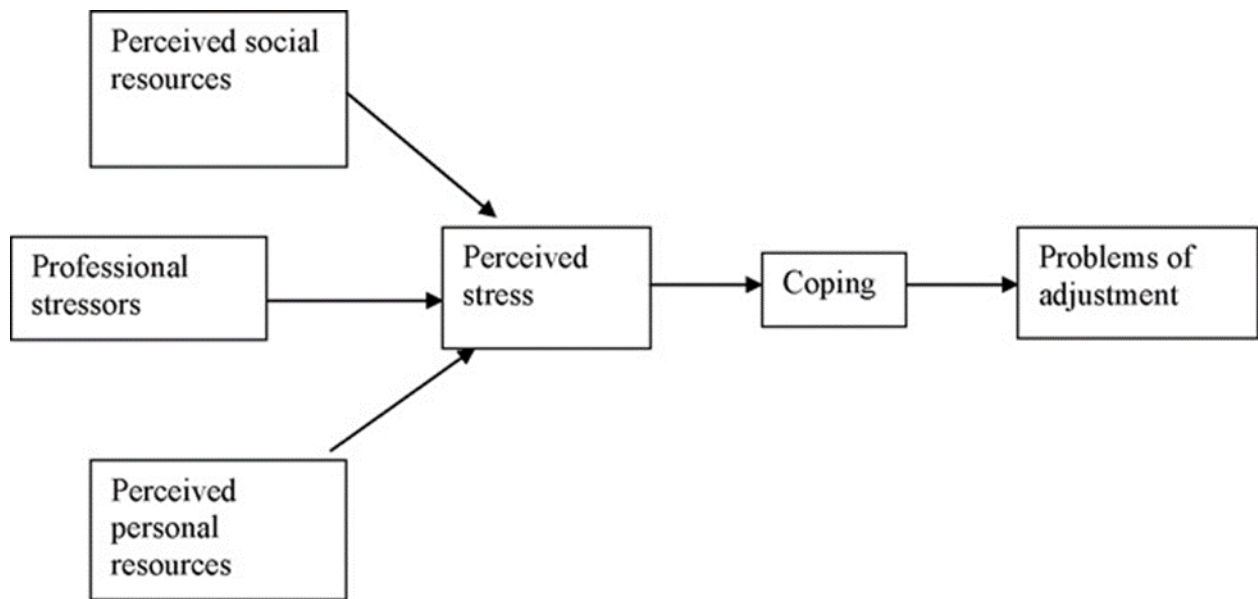 Perceived social
resources
Professional
stressors
Perceived
stress
Coping
Problems of
adjustment
Perceived
personal
resources